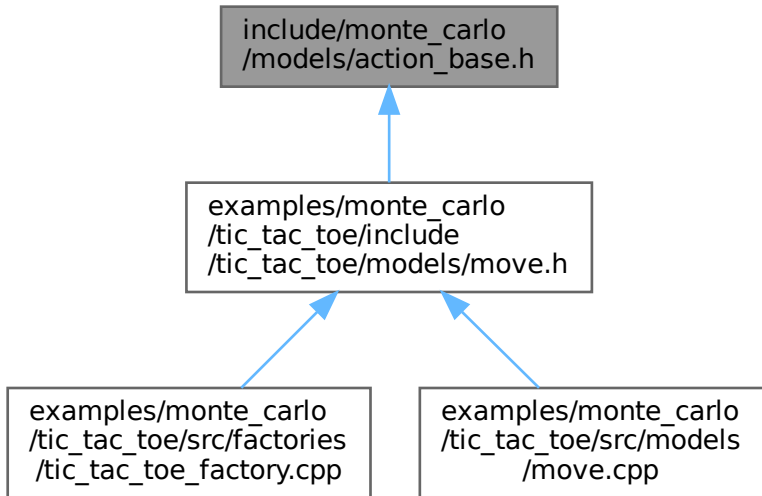 include/monte_carlo
/models/action_base.h
examples/monte_carlo
/tic_tac_toe/include
/tic_tac_toe/models/move.h
examples/monte_carlo
/tic_tac_toe/src/factories
/tic_tac_toe_factory.cpp
examples/monte_carlo
/tic_tac_toe/src/models
/move.cpp